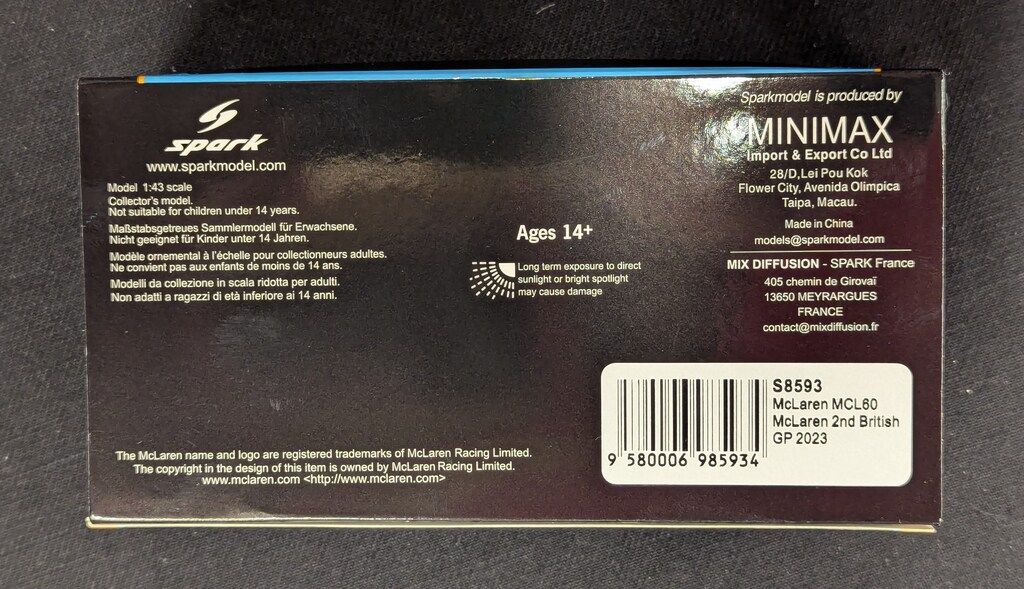 spark
www.sparkmodel.com
Model 1:43 scale
Collector's model.
Not suitable for children under 14 years.
Maßstabsgetreues Sammlermodell für Erwachsene.
Nicht geeignet für Kinder unter 14 Jahren.
Modèle ornemental à l'échelle pour collectionneurs adultes.
Ne convient pas aux enfants de moins de 14 ans.
Modelli da collezione in scala ridotta per adulti.
Non adatti a ragazzi di età inferiore ai 14 anni.
Ages 14+
Long term exposure to direct
sunlight or bright spotlight
may cause damage
Sparkmodel is produced by
MINIMAX
Import & Export Co Ltd
28/D,Lei Pou Kok
Flower City, Avenida Olimpica
Taipa, Macau.
Made in China
models@sparkmodel.com
MIX DIFFUSION - SPARK France
405 chemin de Girovaï
13650 MEYRARGUES
FRANCE
contact@mixdiffusion.fr
The McLaren name and logo are registered trademarks of McLaren Racing Limited.
The copyright in the design of this item is owned by McLaren Racing Limited.
www.mclaren.com <http://www.mclaren.com>
S8593
McLaren MCL60
McLaren 2nd British
GP 2023
9 580006 985934